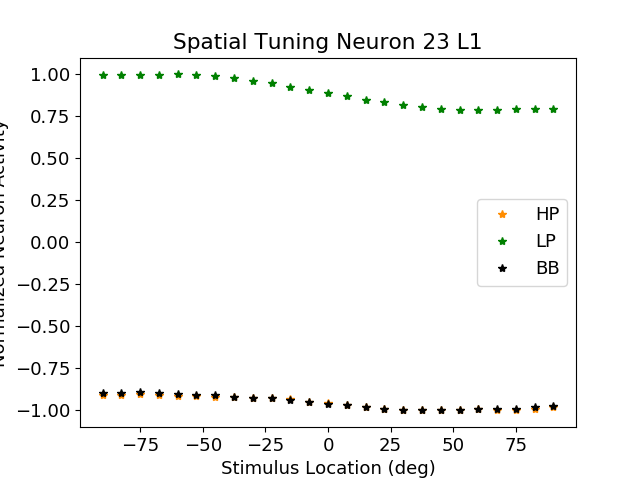 Spatial Tuning Neuron 23 L1
Normalized Neuron Activity
1.00
0.75
0.50
0.25
0.00
−0.25
−0.50
−0.75
−1.00
HP
LP
BB
−75
−50
−25
0
25
50
75
Stimulus Location (deg)